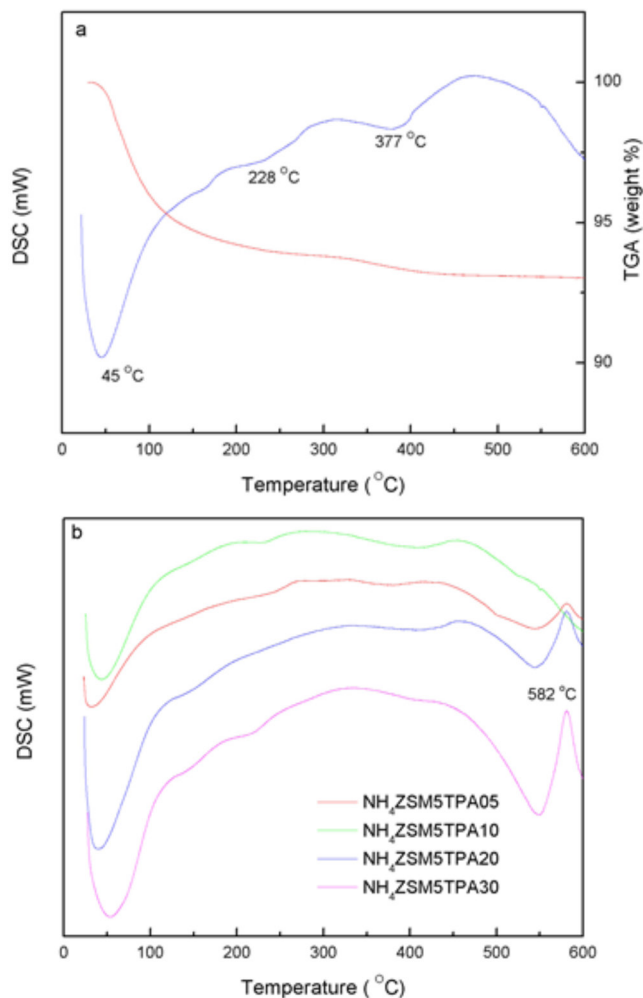 a
DSC (mW)
TGA (weight %)
100
95
90
377 °C
228 °C
45 °C
0 100 200 300 400 500 600
Temperature ( °C)
b
DSC (mW)
582 °C
NH₄ZSM5TPA05
NH₄ZSM5TPA10
NH₄ZSM5TPA20
NH₄ZSM5TPA30
0 100 200 300 400 500 600
Temperature ( °C)